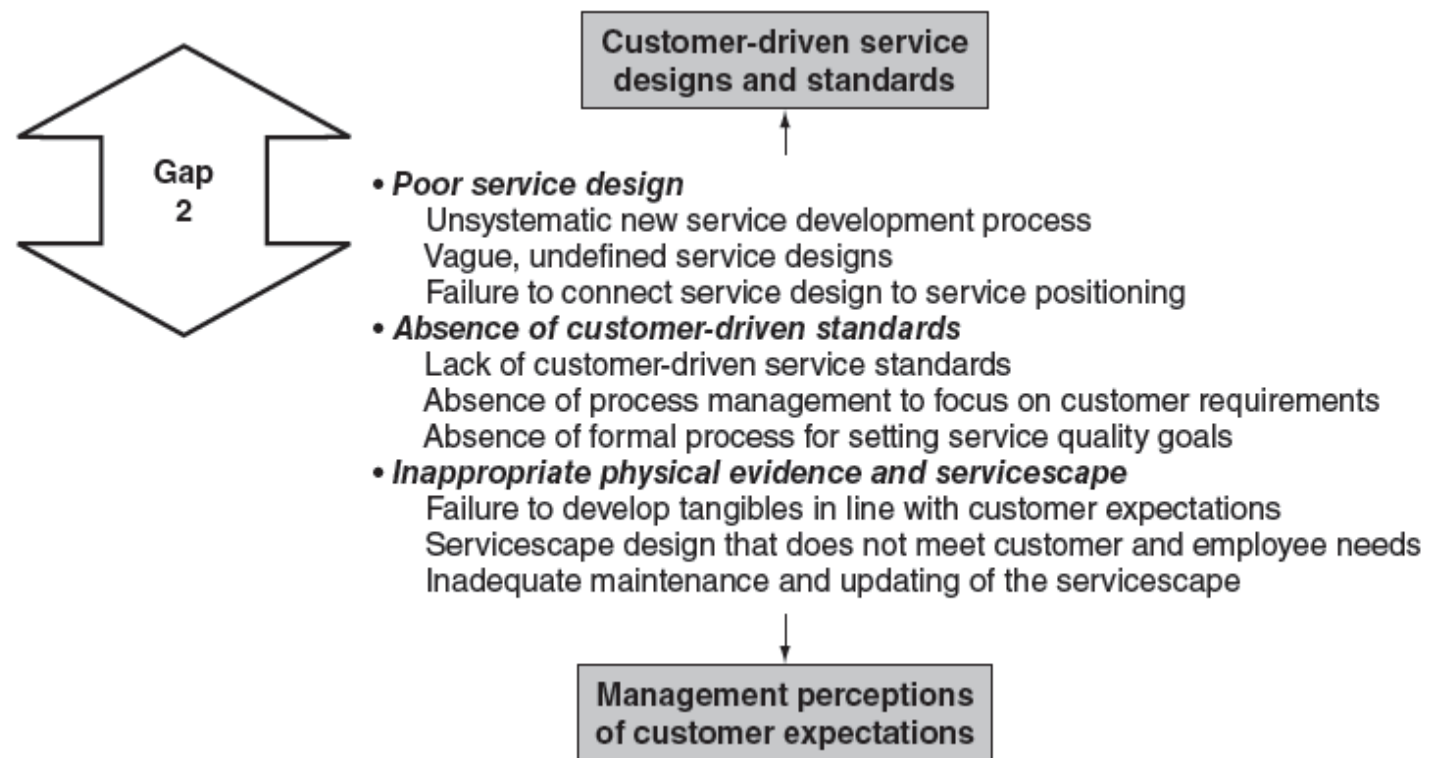 Customer-driven service
designs and standards
Gap
2
• Poor service design
Unsystematic new service development process
Vague, undefined service designs
Failure to connect service design to service positioning
• Absence of customer-driven standards
Lack of customer-driven service standards
Absence of process management to focus on customer requirements
Absence of formal process for setting service quality goals
• Inappropriate physical evidence and servicescape
Failure to develop tangibles in line with customer expectations
Servicescape design that does not meet customer and employee needs
Inadequate maintenance and updating of the servicescape
Management perceptions
of customer expectations